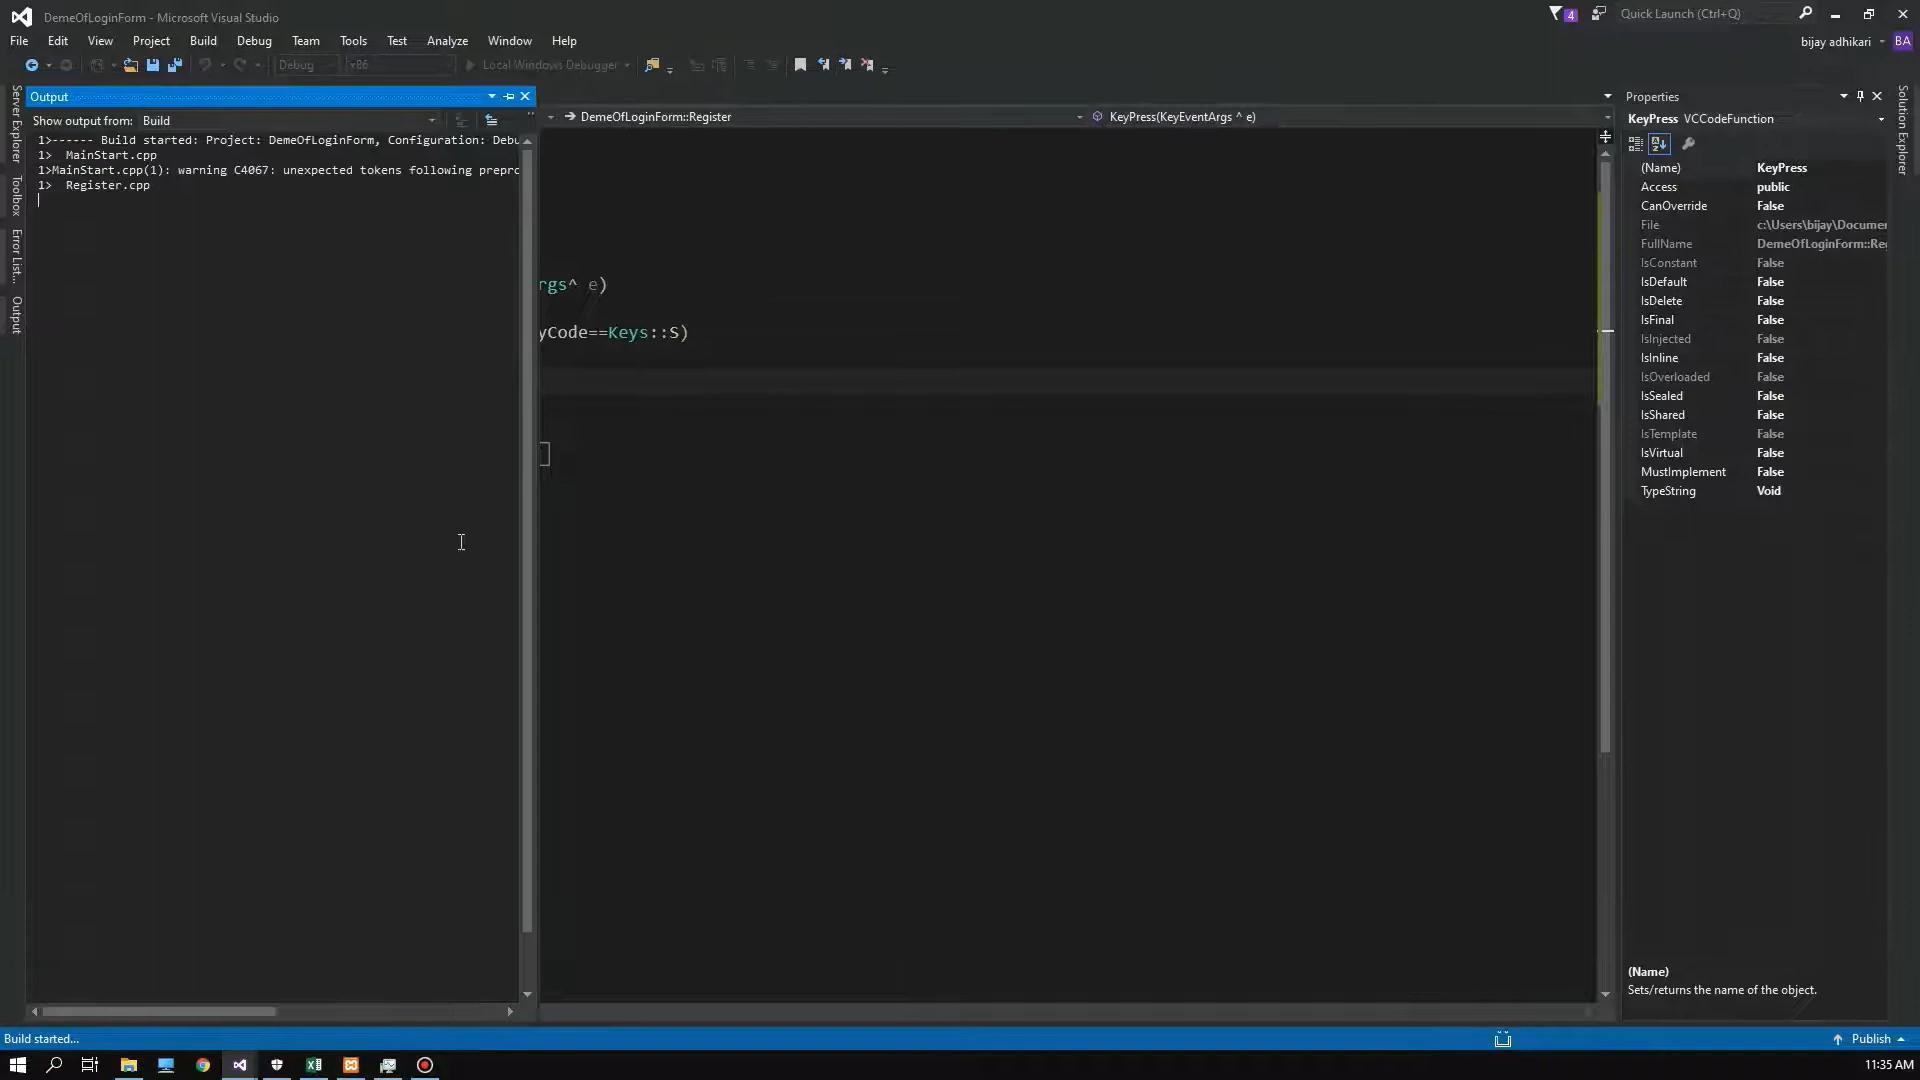 DemeOfLoginForm - Microsoft Visual Studio
4
Quick Launch (Ctrl+Q)
File Edit View Project Build Debug Team Tools Test Analyze Window Help
bijay adhikari
BA
Debug
x86
Local Windows Debugger
Server Explorer
Toolbox
Error List...
Output
Output
Show output from: Build
1>------ Build started: Project: DemeOfLoginForm, Configuration: Debu
1>  MainStart.cpp
1>MainStart.cpp(1): warning C4067: unexpected tokens following prepro
1>  Register.cpp
DemeOfLoginForm::Register
KeyPress(KeyEventArgs ^ e)
rgs^ e)
yCode==Keys::S)
Properties
KeyPress VCCodeFunction
(Name) KeyPress
Access public
CanOverride False
File c:\Users\bijay\Documen
FullName DemeOfLoginForm::Reg
IsConstant False
IsDefault False
IsDelete False
IsFinal False
IsInjected False
IsInline False
IsOverloaded False
IsSealed False
IsShared False
IsTemplate False
IsVirtual False
MustImplement False
TypeString Void
(Name)
Sets/returns the name of the object.
Solution Explorer
Build started...
Publish
11:35 AM